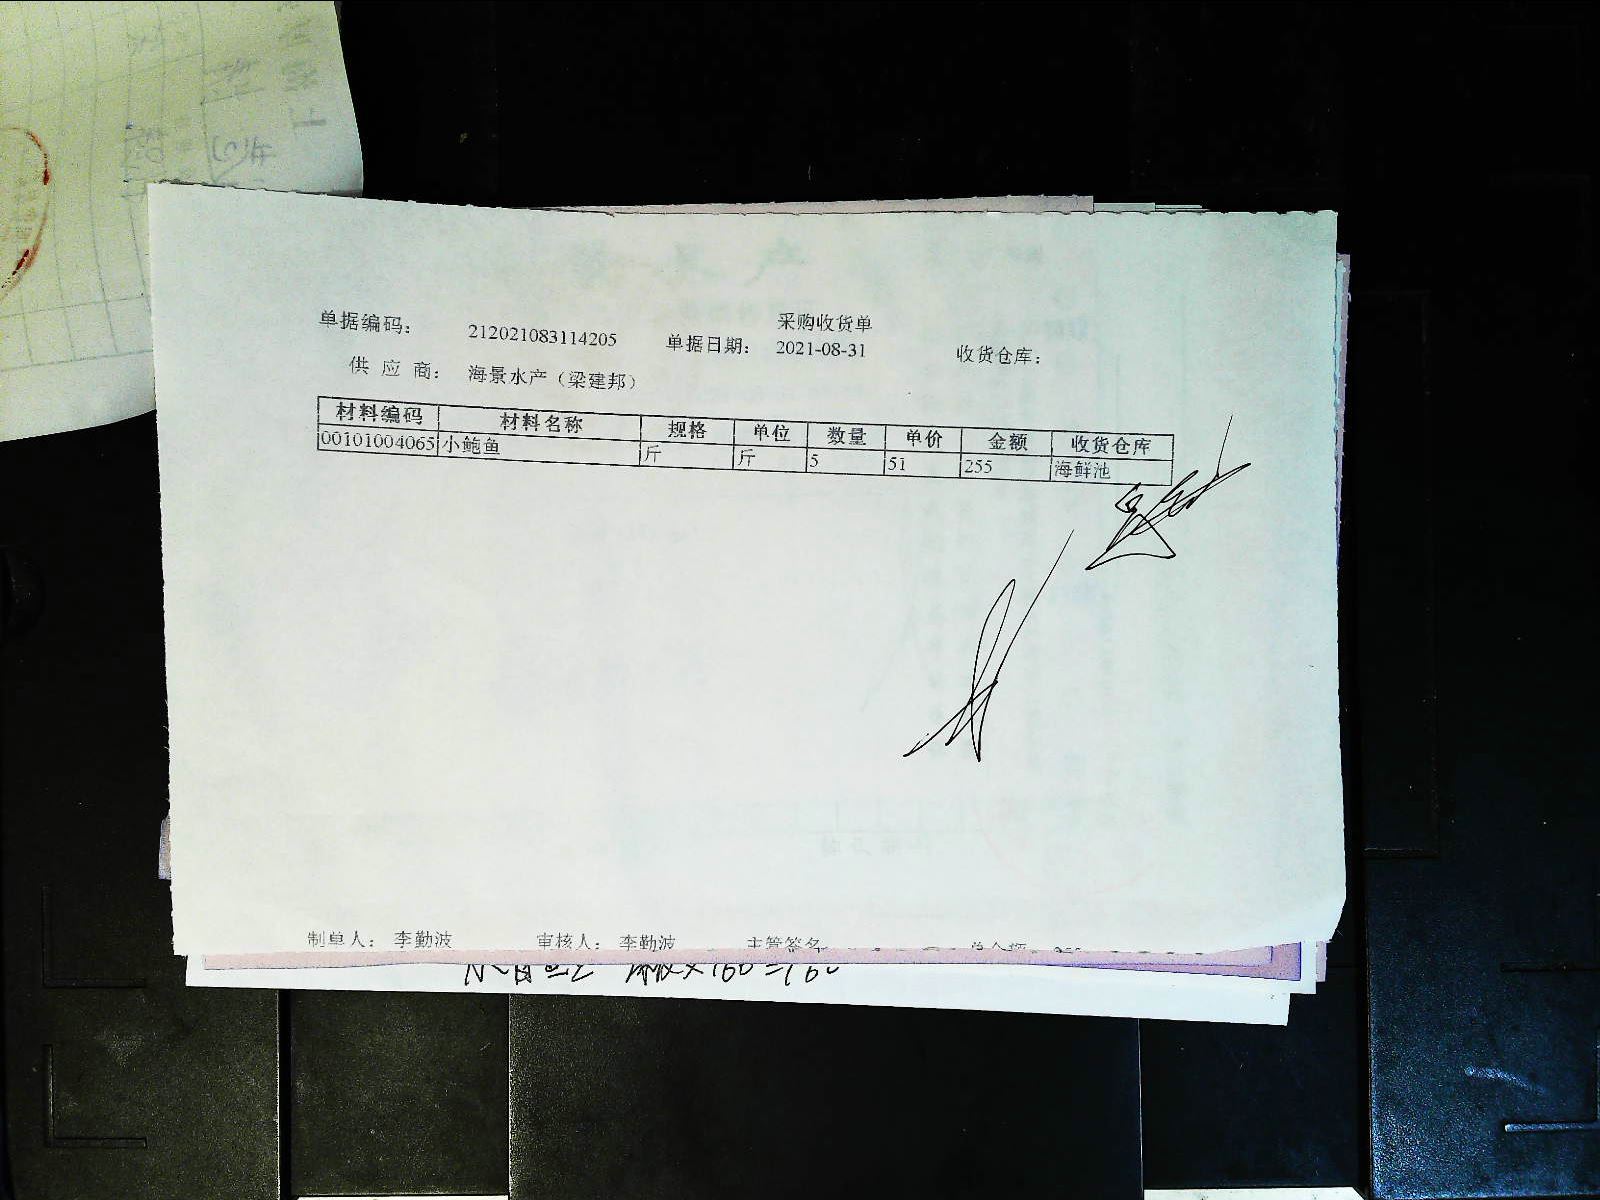 采购收货单
单据编码： 212021083114205 单据日期： 2021-08-31 收货仓库：
供 应 商： 海景水产（梁建邦）
材料编码 材料名称 规格 单位 数量 单价 金额 收货仓库
00101004065 小鲍鱼 斤 斤 5 51 255 海鲜池
制单人： 李勤波 审核人： 李勤波 主管签名